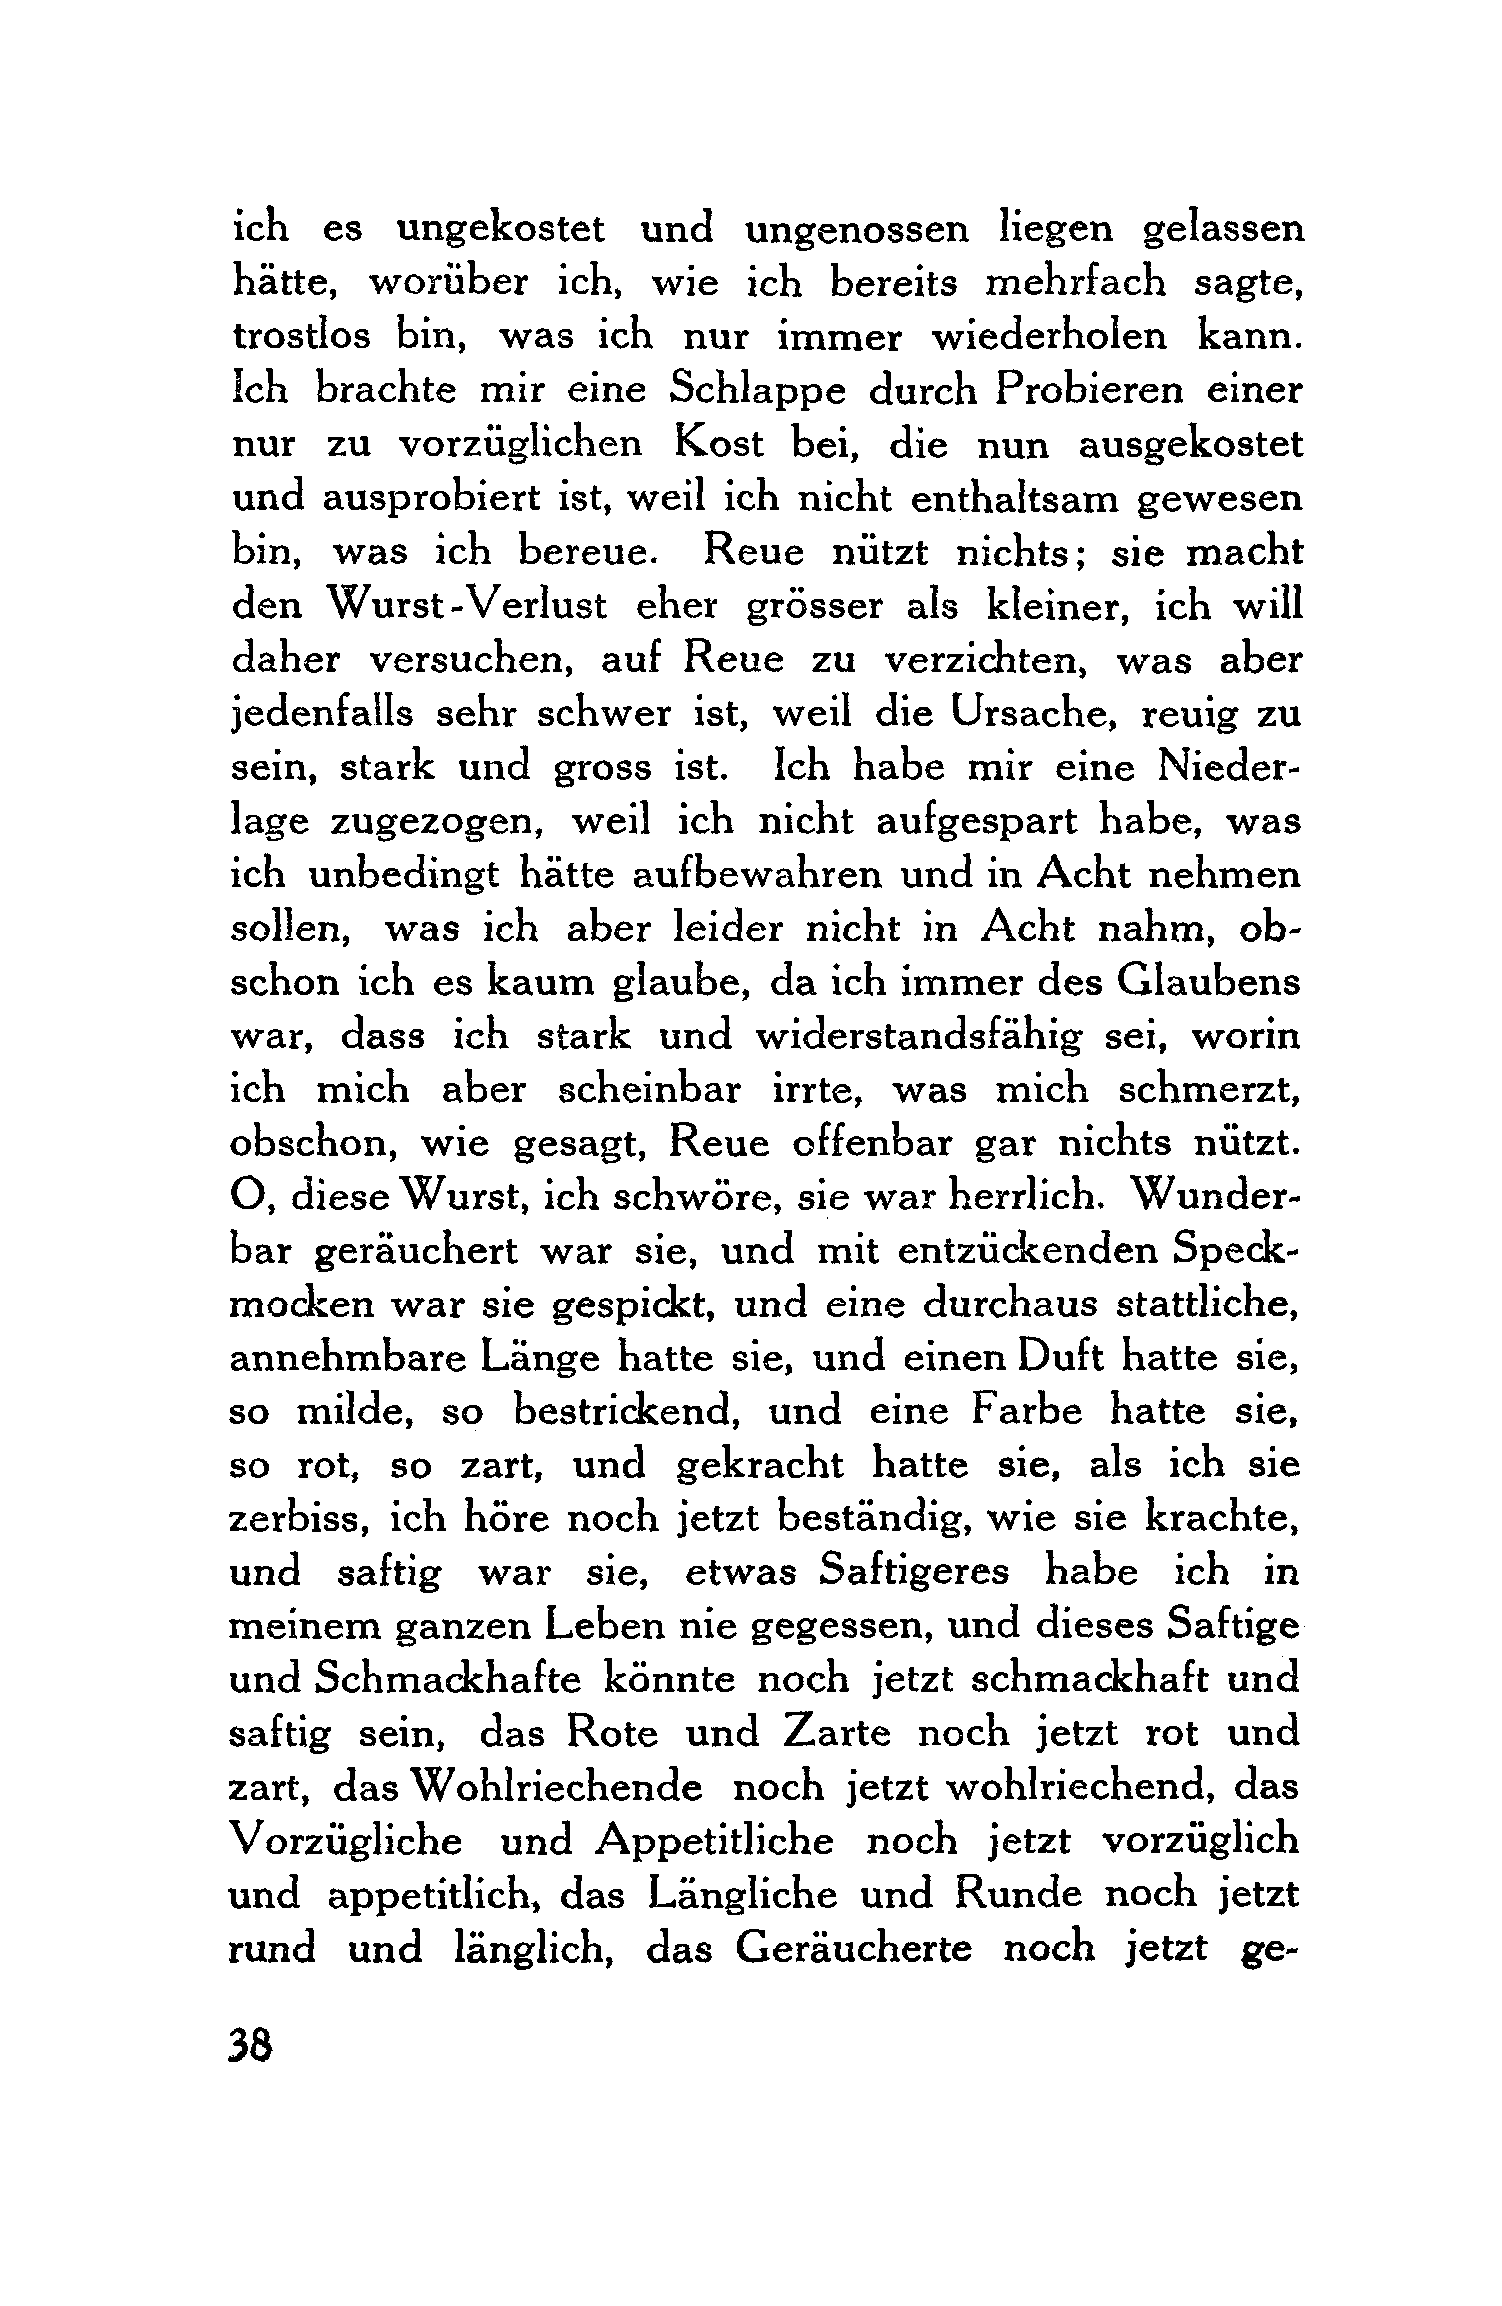 ich es ungekostet und ungenossen liegen gelassen
hätte, worüber ich, wie ich bereits mehrfach sagte,
trostlos bin, was ich nur immer wiederholen kann.
Ich brachte mir eine Schlappe durch Probieren einer
nur zu vorzüglichen Kost bei, die nun ausgekostet
und ausprobiert ist, weil ich nicht enthaltsam gewesen
bin, was ich bereue. Reue nützt nichts; sie macht
den Wurst-Verlust eher grösser als kleiner, ich will
daher versuchen, auf Reue zu verzichten, was aber
jedenfalls sehr schwer ist, weil die Ursache, reuig zu
sein, stark und gross ist. Ich habe mir eine Nieder-
lage zugezogen, weil ich nicht aufgespart habe, was
ich unbedingt hätte aufbewahren und in Acht nehmen
sollen, was ich aber leider nicht in Acht nahm, ob-
schon ich es kaum glaube, da ich immer des Glaubens
war, dass ich stark und widerstandsfähig sei, worin
ich mich aber scheinbar irrte, was mich schmerzt,
obschon, wie gesagt, Reue offenbar gar nichts nützt.
O, diese Wurst, ich schwöre, sie war herrlich. Wunder-
bar geräuchert war sie, und mit entzückenden Speck-
mocken war sie gespickt, und eine durchaus stattliche,
annehmbare Länge hatte sie, und einen Duft hatte sie,
so milde, so bestrickend, und eine Farbe hatte sie,
so rot, so zart, und gekracht hatte sie, als ich sie
zerbiss, ich höre noch jetzt beständig, wie sie krachte,
und saftig war sie, etwas Saftigeres habe ich in
meinem ganzen Leben nie gegessen, und dieses Saftige
und Schmackhafte könnte noch jetzt schmackhaft und
saftig sein, das Rote und Zarte noch jetzt rot und
zart, das Wohlriechende noch jetzt wohlriechend, das
Vorzügliche und Appetitliche noch jetzt vorzüglich
und appetitlich, das Längliche und Runde noch jetzt
rund und länglich, das Geräucherte noch jetzt ge-
38